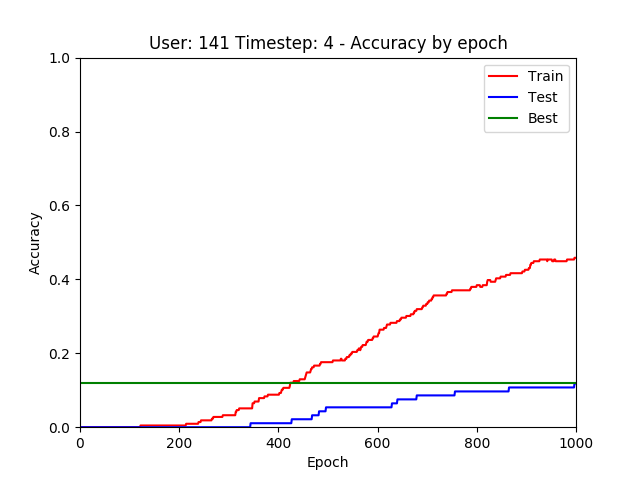 User: 141 Timestep: 4 - Accuracy by epoch
1.0
0.8
0.6
0.4
0.2
0.0
Accuracy
0 200 400 600 800 1000
Epoch
Train
Test
Best